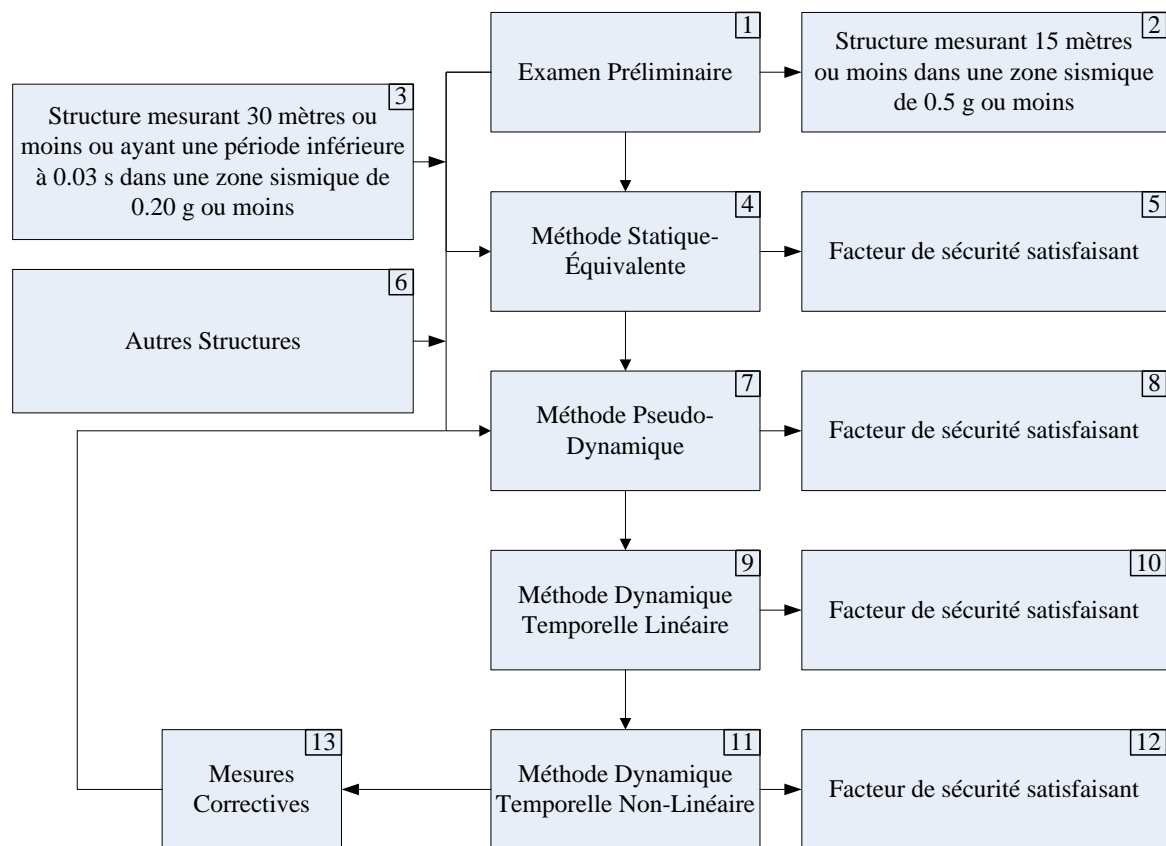 1
Examen Préliminaire
2
Structure mesurant 15 mètres
ou moins dans une zone sismique
de 0.5 g ou moins
3
Structure mesurant 30 mètres ou
moins ou ayant une période inférieure
à 0.03 s dans une zone sismique de
0.20 g ou moins
4
Méthode Statique-
Équivalente
5
Facteur de sécurité satisfaisant
6
Autres Structures
7
Méthode Pseudo-
Dynamique
8
Facteur de sécurité satisfaisant
9
Méthode Dynamique
Temporelle Linéaire
10
Facteur de sécurité satisfaisant
11
Méthode Dynamique
Temporelle Non-Linéaire
12
Facteur de sécurité satisfaisant
13
Mesures
Correctives